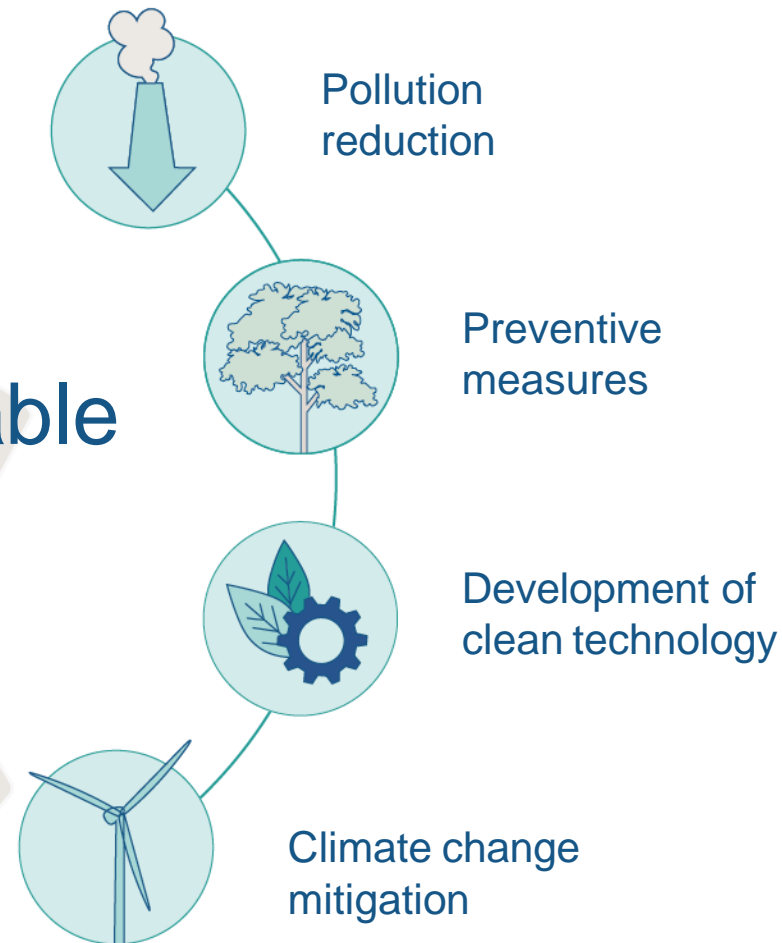 Pollution
reduction
Preventive
measures
able
Development of
clean technology
Climate change
mitigation